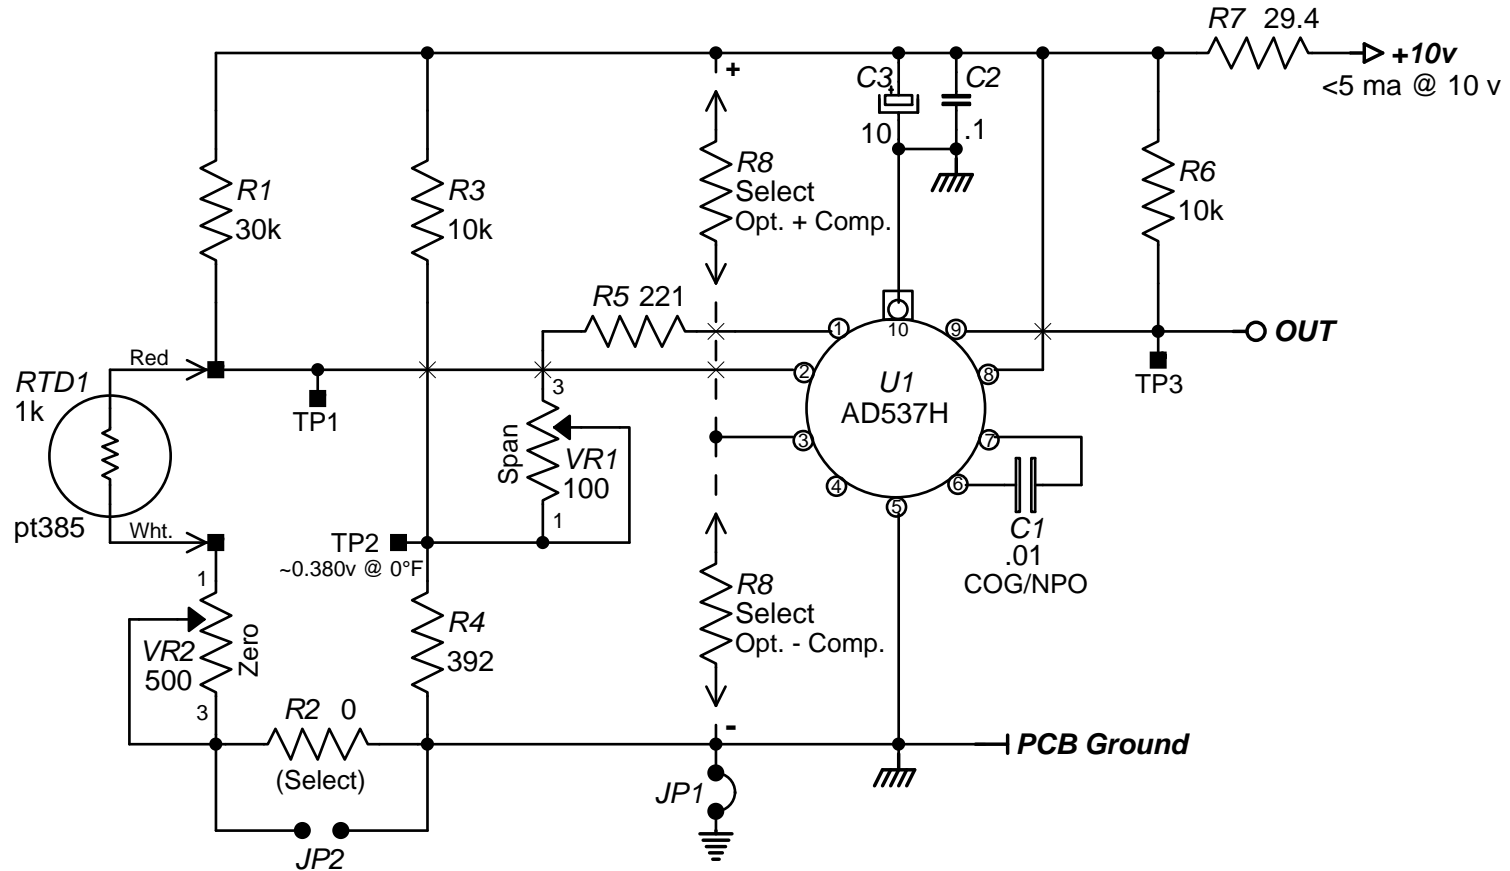 R7 29.4
+10v
<5 ma @ 10 v
+
C3
+
10
C2
.1
R1
30k
R3
10k
R8
Select
Opt. + Comp.
R6
10k
R5 221
1
10
9
OUT
Red
RTD1
1k
TP1
3
2
U1
AD537H
8
TP3
Span
VR1
100
3
7
pt385
Wht.
4
5
6
C1
.01
COG/NPO
1
TP2
~0.380v @ 0°F
1
VR2
500
Zero
3
R4
392
R8
Select
Opt. - Comp.
-
R2 0
(Select)
PCB Ground
JP1
JP2